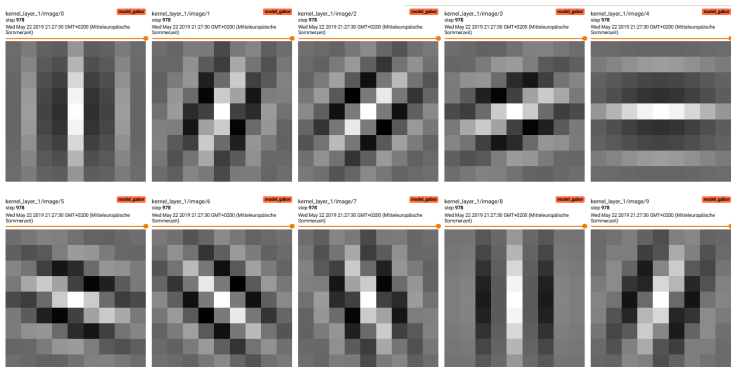 kernel_layer_1/image/0 model_gabor
step 978
Wed May 22 2019 21:27:30 GMT+0200 (Mitteleuropäische
Sommerzeit)
kernel_layer_1/image/1 model_gabor
step 978
Wed May 22 2019 21:27:30 GMT+0200 (Mitteleuropäische
Sommerzeit)
kernel_layer_1/image/2 model_gabor
step 978
Wed May 22 2019 21:27:30 GMT+0200 (Mitteleuropäische
Sommerzeit)
kernel_layer_1/image/3 model_gabor
step 978
Wed May 22 2019 21:27:30 GMT+0200 (Mitteleuropäische
Sommerzeit)
kernel_layer_1/image/4 model_gabor
step 978
Wed May 22 2019 21:27:30 GMT+0200 (Mitteleuropäische
Sommerzeit)
kernel_layer_1/image/5 model_gabor
step 978
Wed May 22 2019 21:27:30 GMT+0200 (Mitteleuropäische
Sommerzeit)
kernel_layer_1/image/6 model_gabor
step 978
Wed May 22 2019 21:27:30 GMT+0200 (Mitteleuropäische
Sommerzeit)
kernel_layer_1/image/7 model_gabor
step 978
Wed May 22 2019 21:27:30 GMT+0200 (Mitteleuropäische
Sommerzeit)
kernel_layer_1/image/8 model_gabor
step 978
Wed May 22 2019 21:27:30 GMT+0200 (Mitteleuropäische
Sommerzeit)
kernel_layer_1/image/9 model_gabor
step 978
Wed May 22 2019 21:27:30 GMT+0200 (Mitteleuropäische
Sommerzeit)